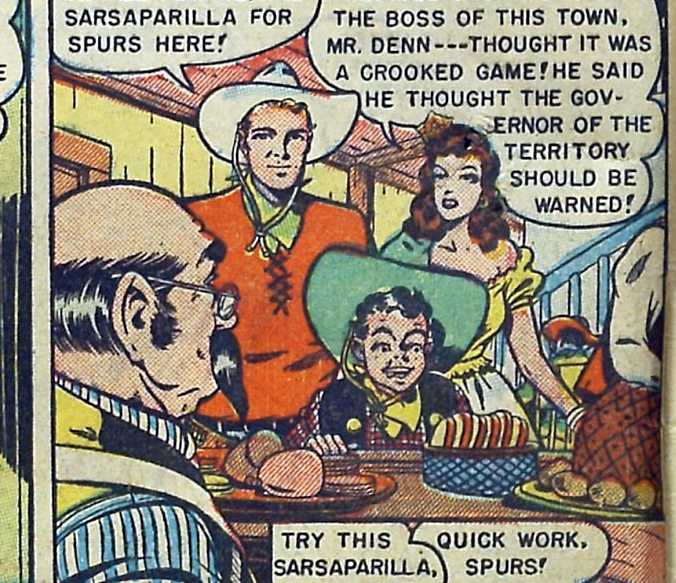 SARSAPARILLA FOR
SPURS HERE!
THE BOSS OF THIS TOWN,
MR. DENN---THOUGHT IT WAS
A CROOKED GAME! HE SAID
HE THOUGHT THE GOV-
ERNOR OF THE
TERRITORY
SHOULD BE
WARNED!
TRY THIS
SARSAPARILLA,
QUICK WORK,
SPURS!